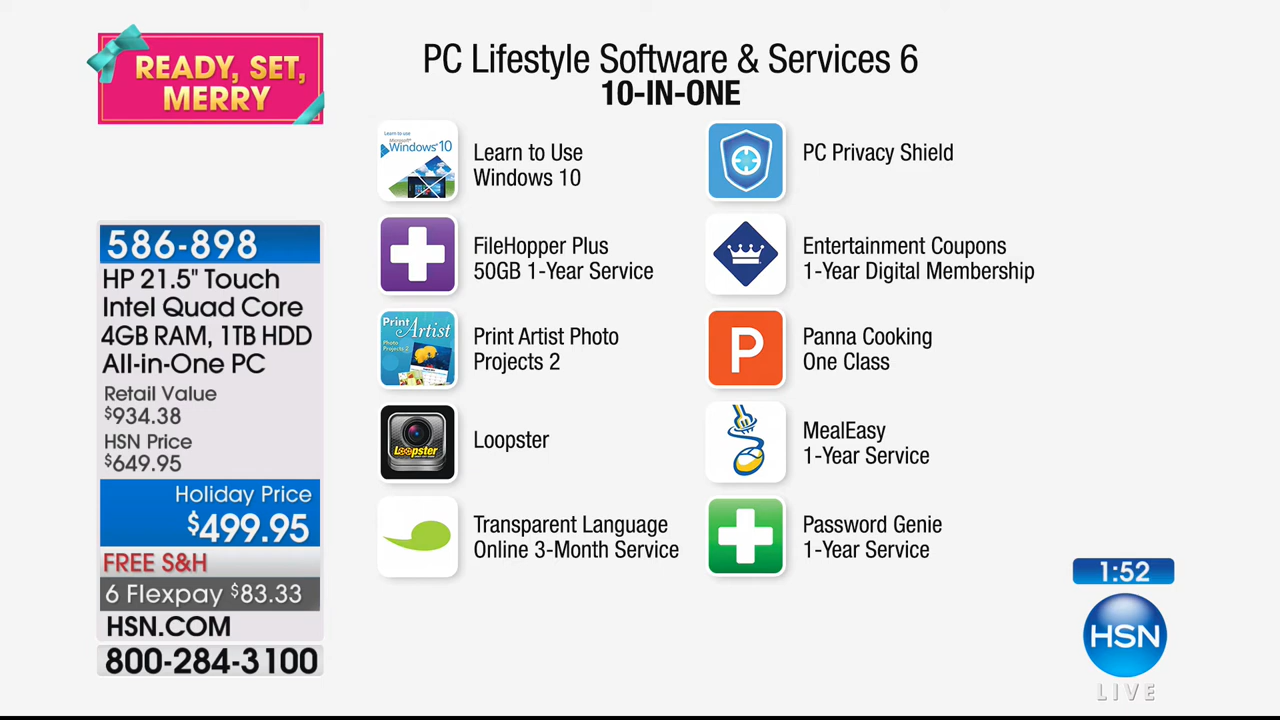 READY, SET,
MERRY
PC Lifestyle Software & Services 6
10-IN-ONE
Learn to use
Microsoft
Windows 10
Learn to Use
Windows 10
PC Privacy Shield
FileHopper Plus
50GB 1-Year Service
Entertainment Coupons
1-Year Digital Membership
Print
Artist
Photo
Projects 2
Print Artist Photo
Projects 2
P
Panna Cooking
One Class
Loopster
Loopster
MealEasy
1-Year Service
Transparent Language
Online 3-Month Service
Password Genie
1-Year Service
586-898
HP 21.5" Touch
Intel Quad Core
4GB RAM, 1TB HDD
All-in-One PC
Retail Value
$934.38
HSN Price
$649.95
Holiday Price
$499.95
FREE S&H
6 Flexpay $83.33
HSN.COM
800-284-3100
1:52
HSN
LIVE